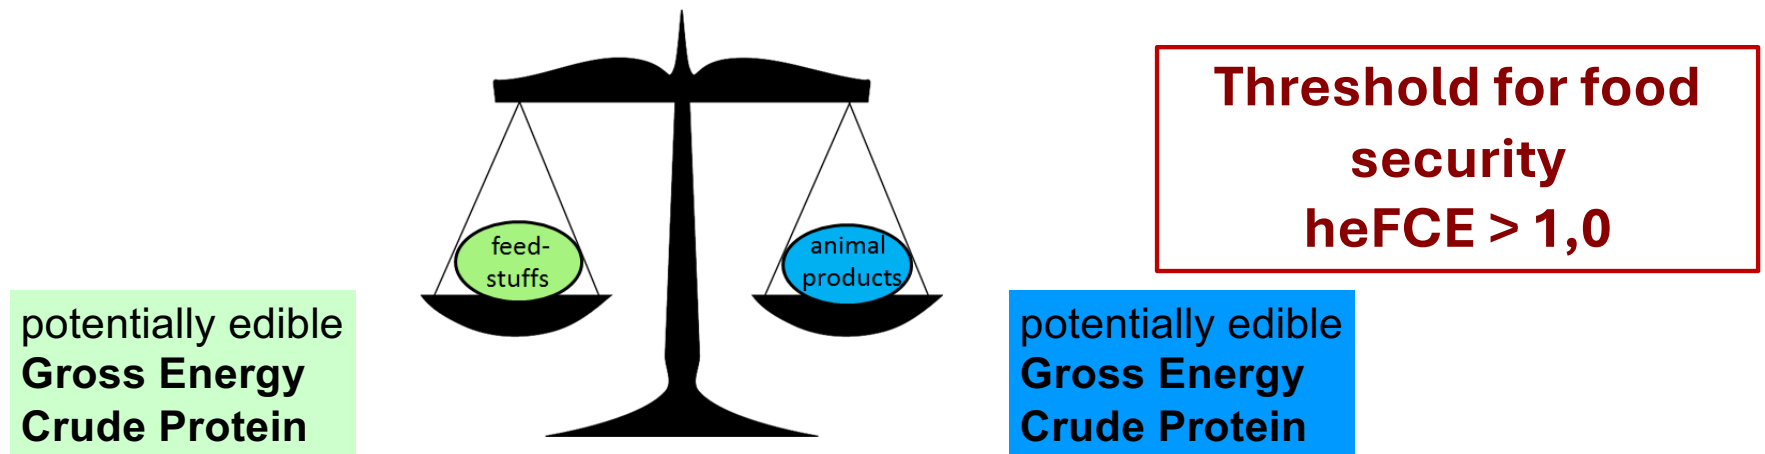 Threshold for food
security
heFCE > 1,0
feed-
stuffs
animal
products
potentially edible
Gross Energy
Crude Protein
potentially edible
Gross Energy
Crude Protein